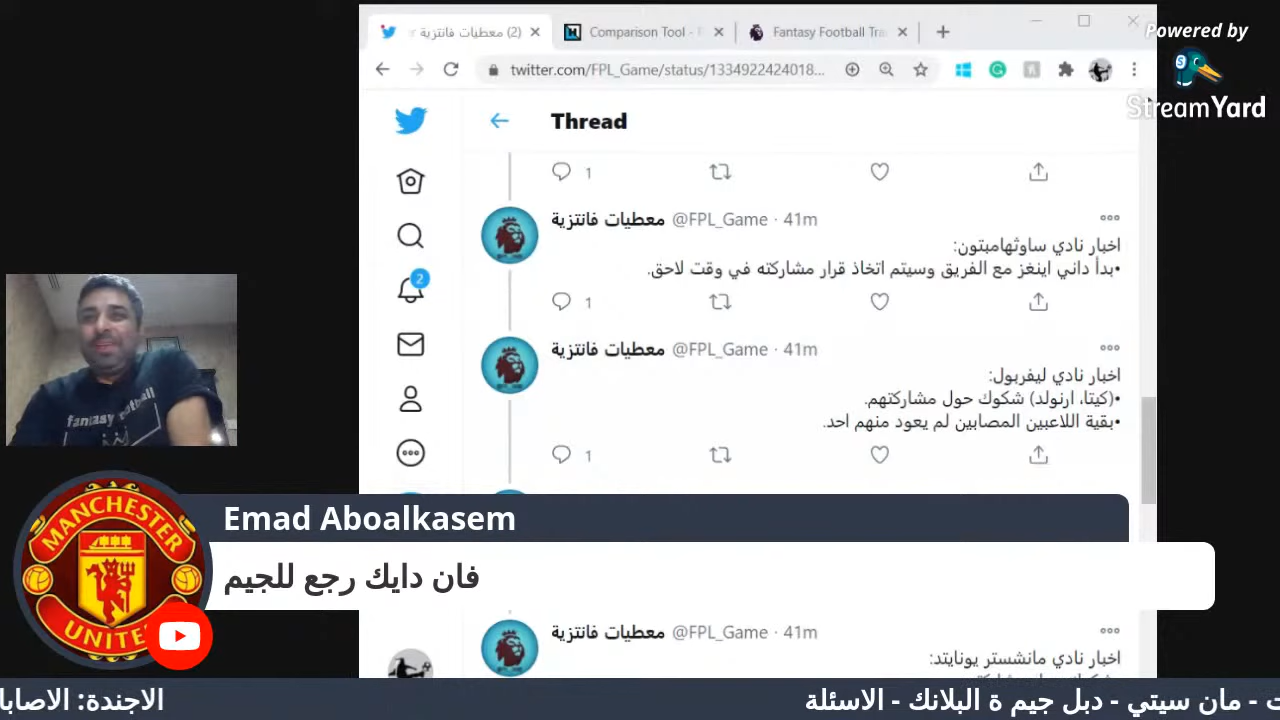 (2) معطيات فانتزية
Comparison Tool -
Fantasy Football Tra
Powered by
StreamYard
twitter.com/FPL_Game/status/1334922424018...
Thread
1
معطيات فانتزية @FPL_Game · 41m
اخبار نادي ساوثهامبتون:
•بدأ داني اينغز مع الفريق وسيتم اتخاذ قرار مشاركته في وقت لاحق.
1
2
معطيات فانتزية @FPL_Game · 41m
اخبار نادي ليفربول:
•(كيتا، ارنولد) شكوك حول مشاركتهم.
•بقية اللاعبين المصابين لم يعود منهم احد.
1
fantasy football
MANCHESTER
UNITED
Emad Aboalkasem
فان دايك رجع للجيم
معطيات فانتزية @FPL_Game · 41m
اخبار نادي مانشستر يونايتد:
ت - مان سيتي - دبل جيم ة البلانك - الاسئلة
الاجندة: الاصابا